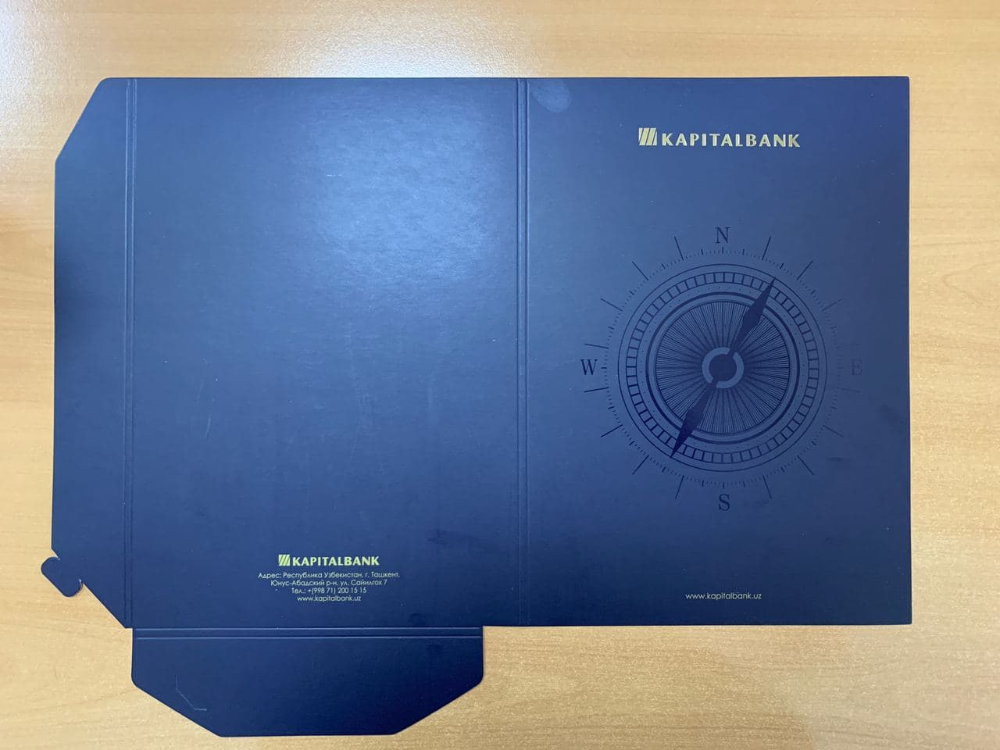 KAPITALBANK
Адрес: Республика Узбекистан, г. Ташкент,
Юнус-Абадский р-н, ул. Сайилгох 7
Тел.: +(998 71) 200 15 15
www.kapitalbank.uz
KAPITALBANK
N
W
E
S
www.kapitalbank.uz